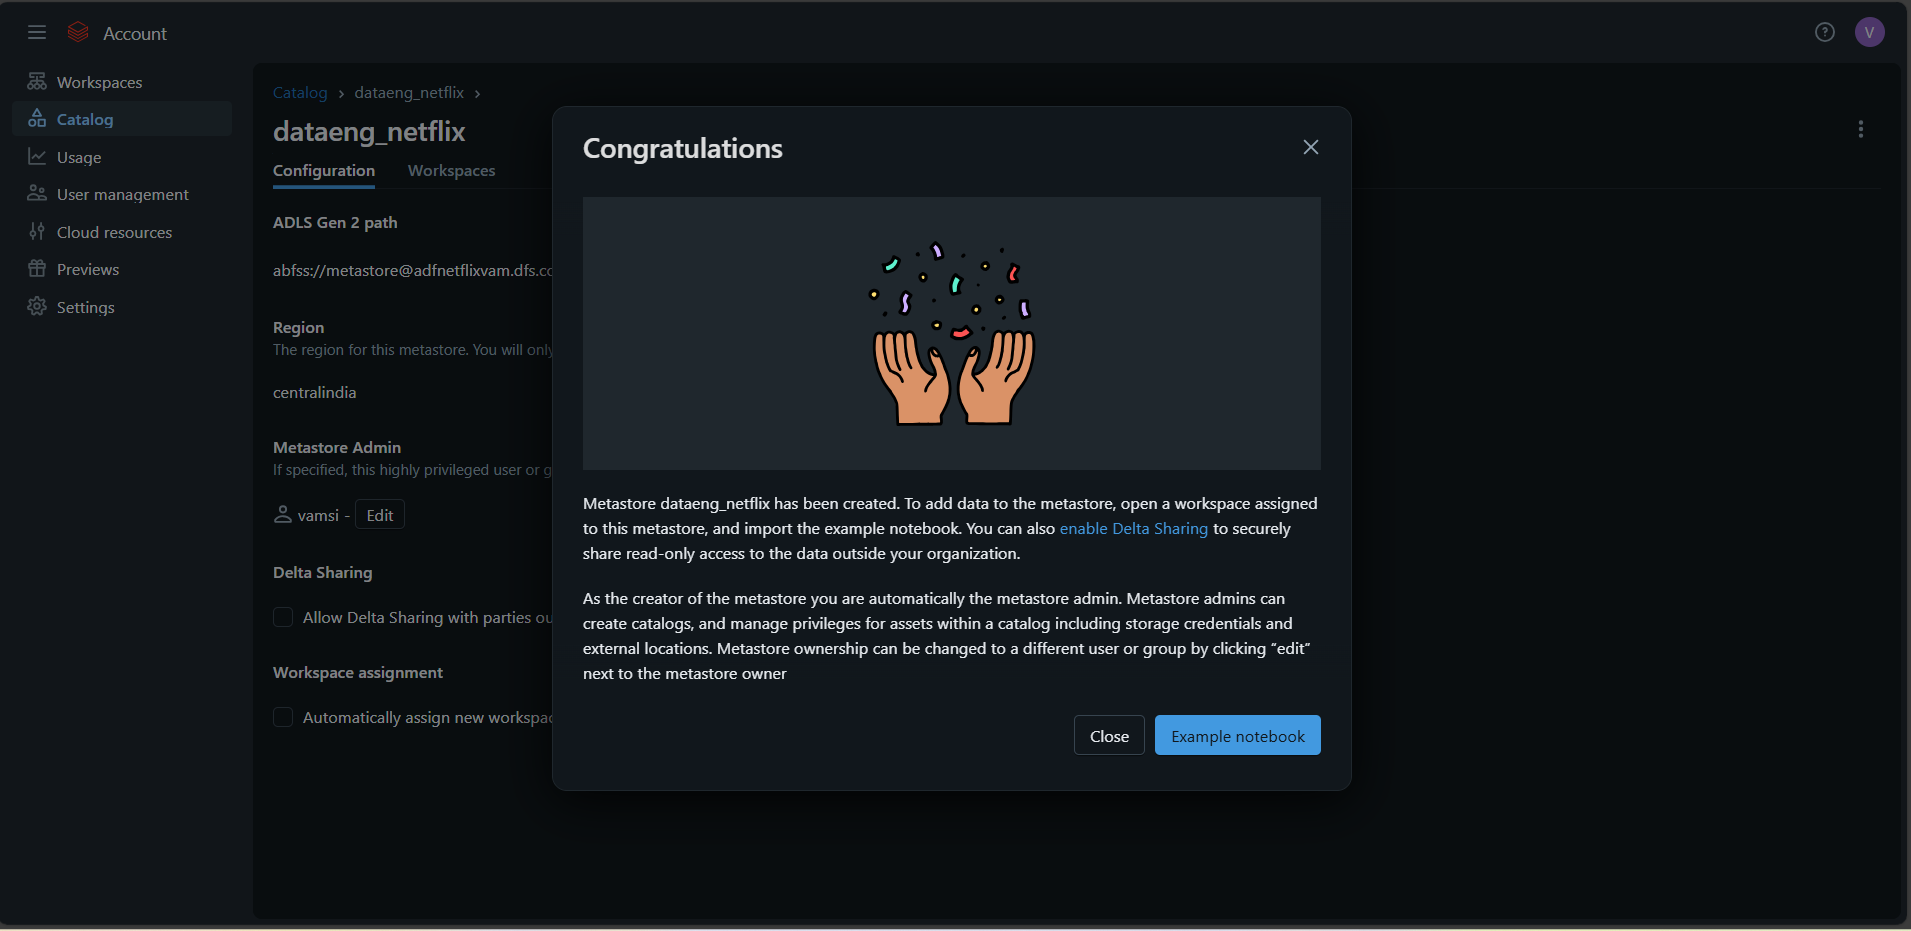 Account
V
Workspaces
Catalog
Usage
User management
Cloud resources
Previews
Settings
Catalog › dataeng_netflix ›
dataeng_netflix
Configuration Workspaces
ADLS Gen 2 path
abfss://metastore@adfnetflixvam.dfs.cc
Region
The region for this metastore. You will only
centralindia
Metastore Admin
If specified, this highly privileged user or g
vamsi - Edit
Delta Sharing
Allow Delta Sharing with parties ou
Workspace assignment
Automatically assign new workspac
Congratulations
Metastore dataeng_netflix has been created. To add data to the metastore, open a workspace assigned
to this metastore, and import the example notebook. You can also enable Delta Sharing to securely
share read-only access to the data outside your organization.
As the creator of the metastore you are automatically the metastore admin. Metastore admins can
create catalogs, and manage privileges for assets within a catalog including storage credentials and
external locations. Metastore ownership can be changed to a different user or group by clicking “edit”
next to the metastore owner
Close
Example notebook